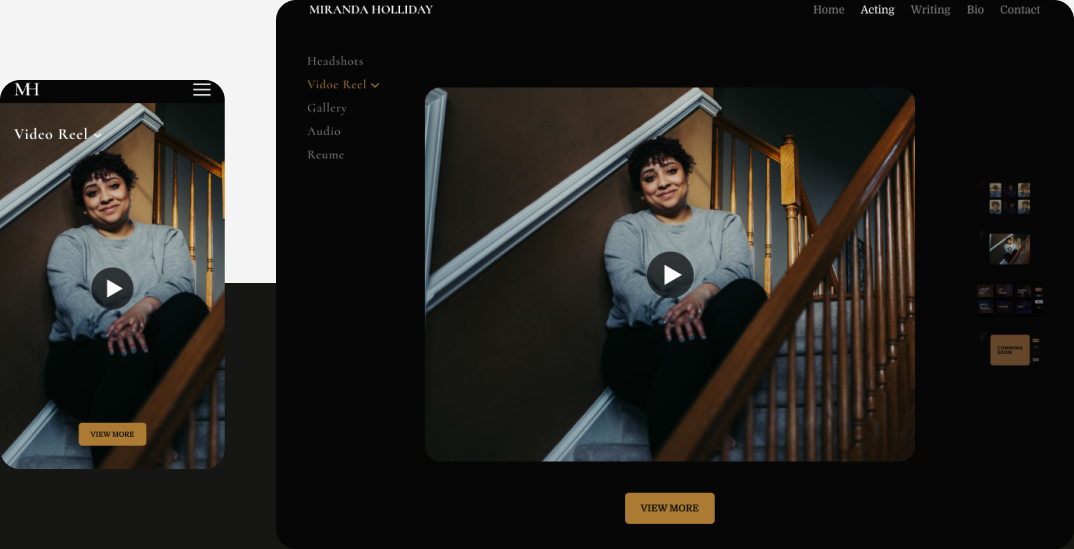 MIRANDA HOLLIDAY
Home Acting Writing Bio Contact
Headshots
Vidoe Reel
Gallery
Audio
Reume
VIEW MORE
MH
Video Reel
VIEW MORE
COMMING
SOON